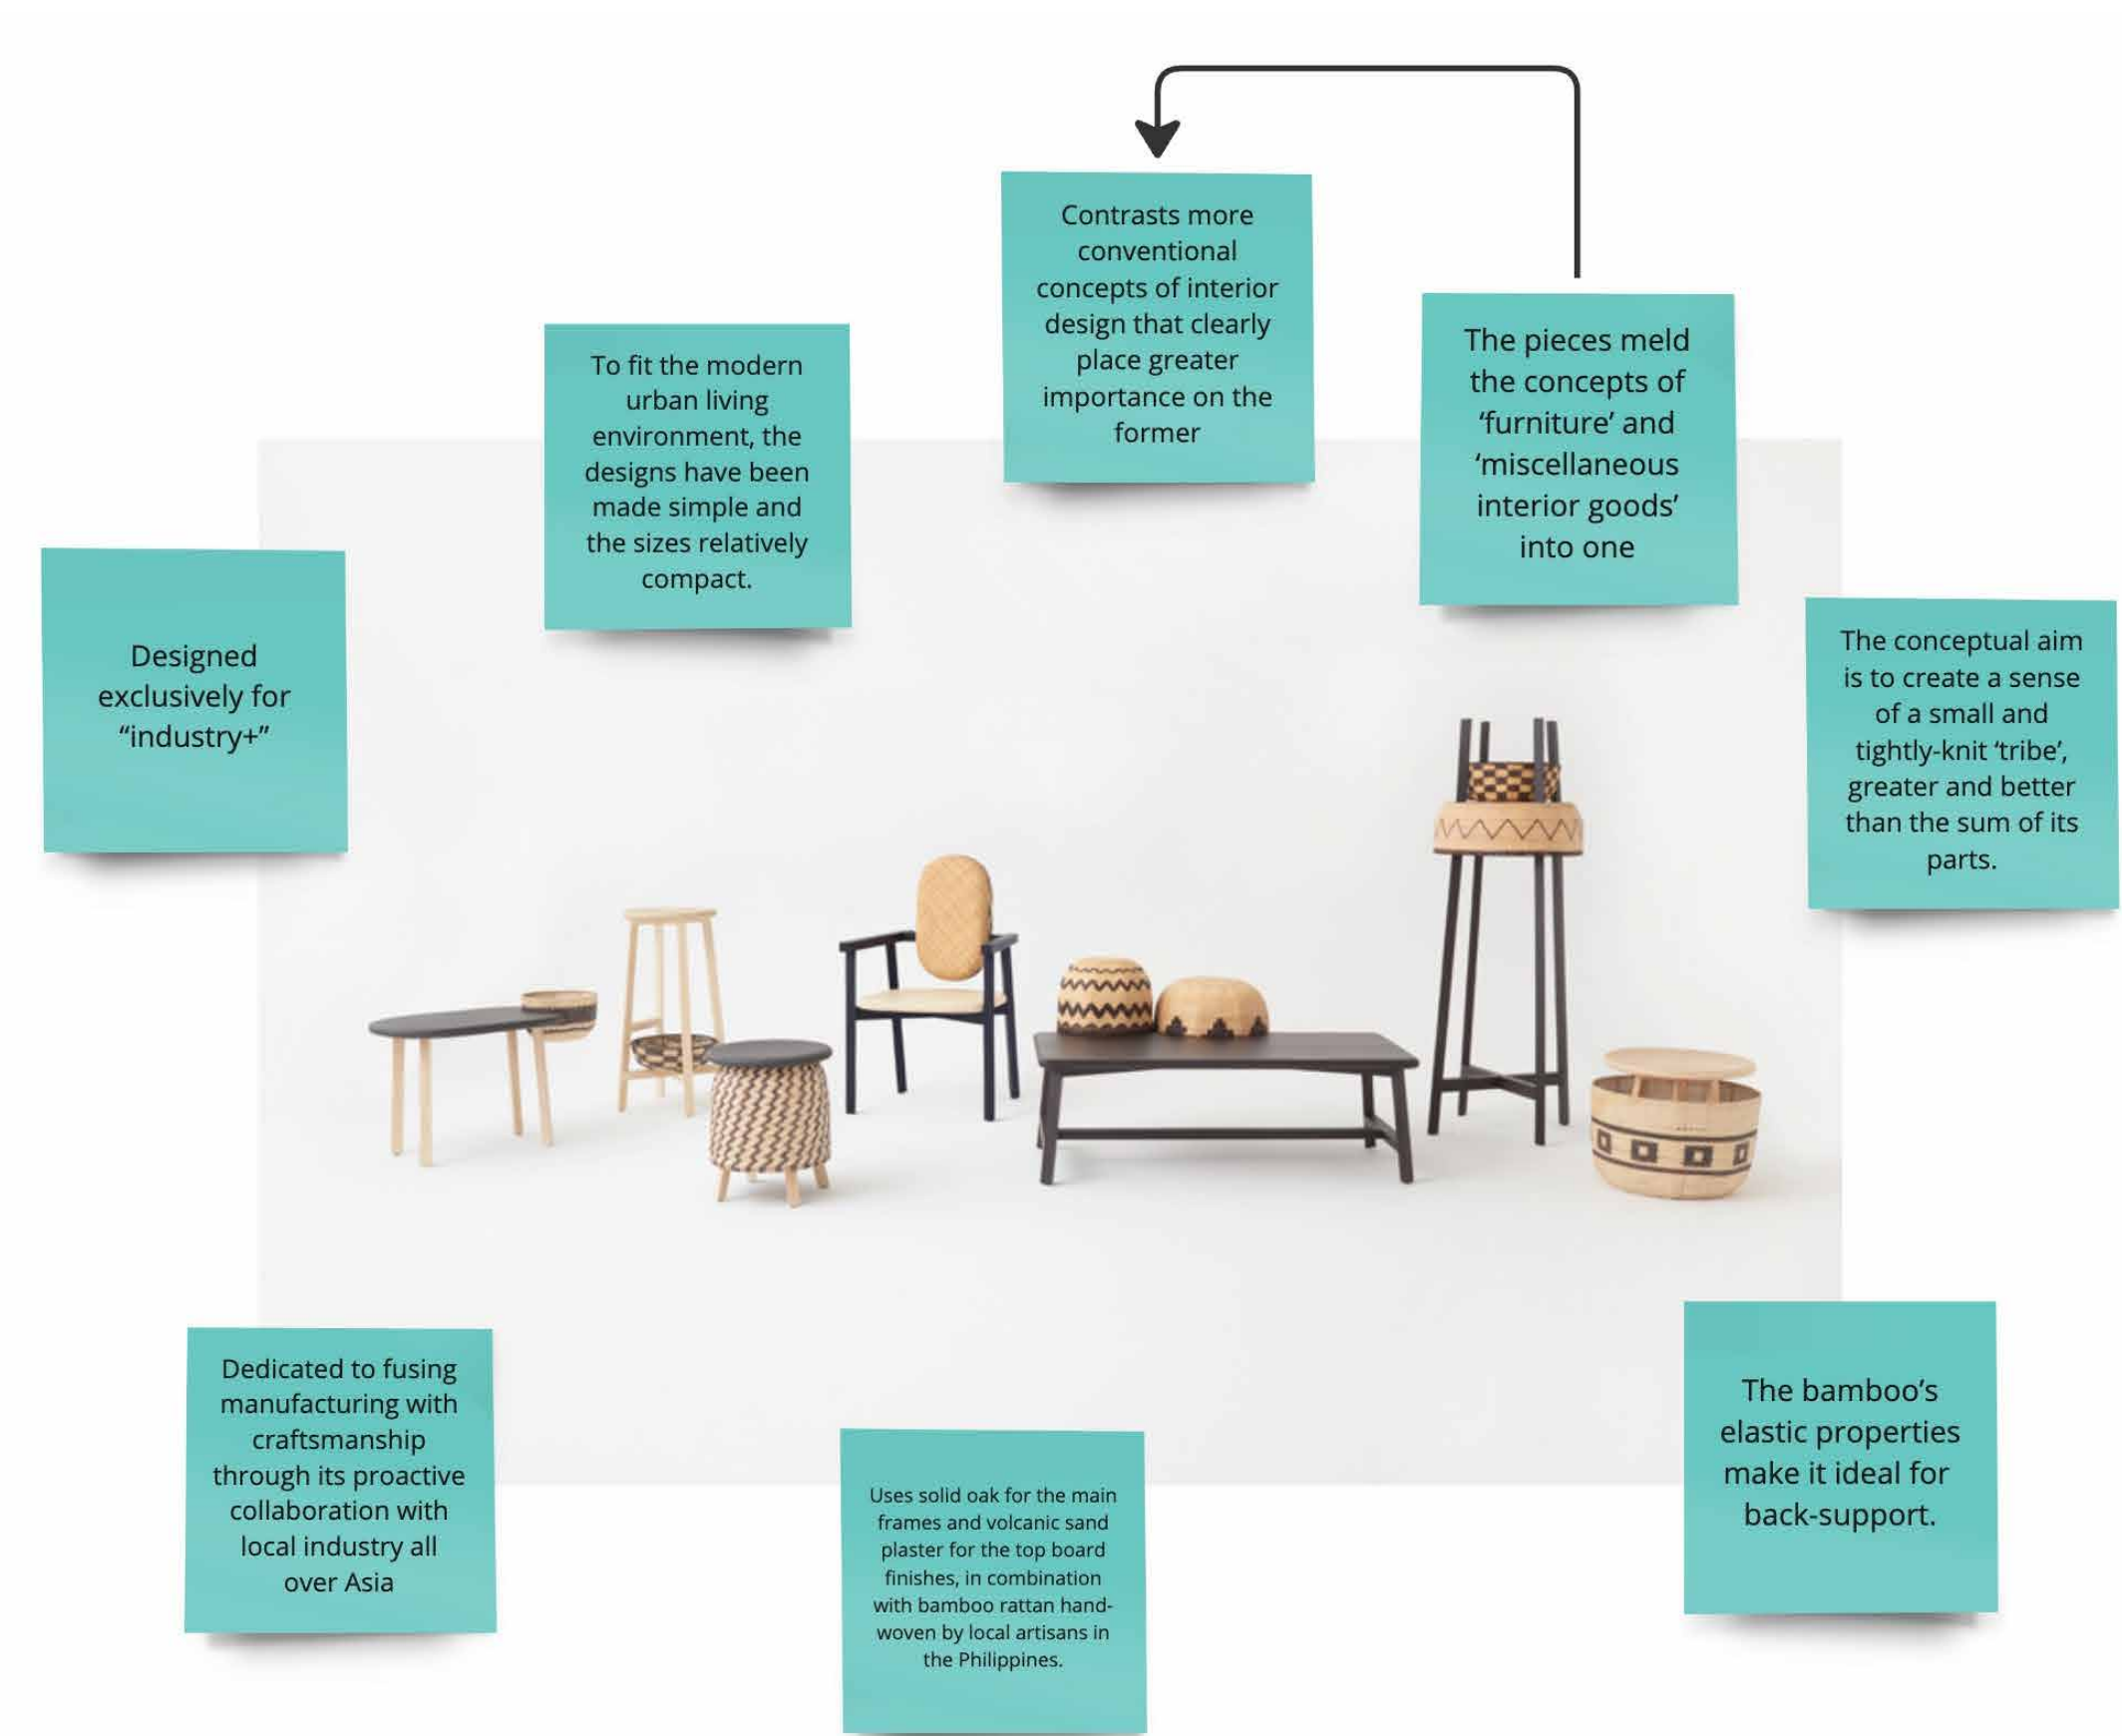 Contrasts more
conventional
concepts of interior
design that clearly
place greater
importance on the
former
The pieces meld
the concepts of
‘furniture’ and
‘miscellaneous
interior goods’
into one
To fit the modern
urban living
environment, the
designs have been
made simple and
the sizes relatively
compact.
Designed
exclusively for
“industry+”
The conceptual aim
is to create a sense
of a small and
tightly-knit ‘tribe’,
greater and better
than the sum of its
parts.
Dedicated to fusing
manufacturing with
craftsmanship
through its proactive
collaboration with
local industry all
over Asia
Uses solid oak for the main
frames and volcanic sand
plaster for the top board
finishes, in combination
with bamboo rattan hand-
woven by local artisans in
the Philippines.
The bamboo’s
elastic properties
make it ideal for
back-support.